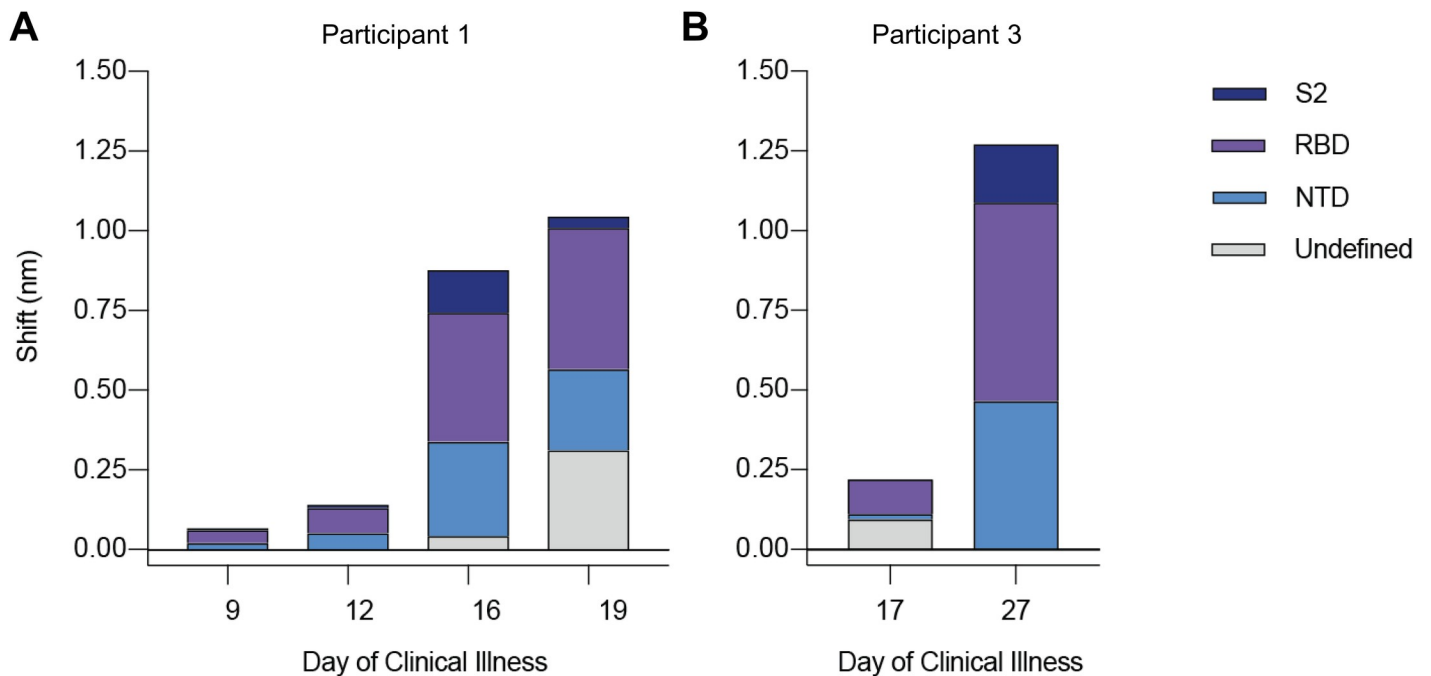 A
Participant 1
1.50
1.25
1.00
0.75
0.50
0.25
0.00
Shift (nm)
9 12 16 19
Day of Clinical Illness
B
Participant 3
1.50
1.25
1.00
0.75
0.50
0.25
0.00
17 27
Day of Clinical Illness
S2
RBD
NTD
Undefined